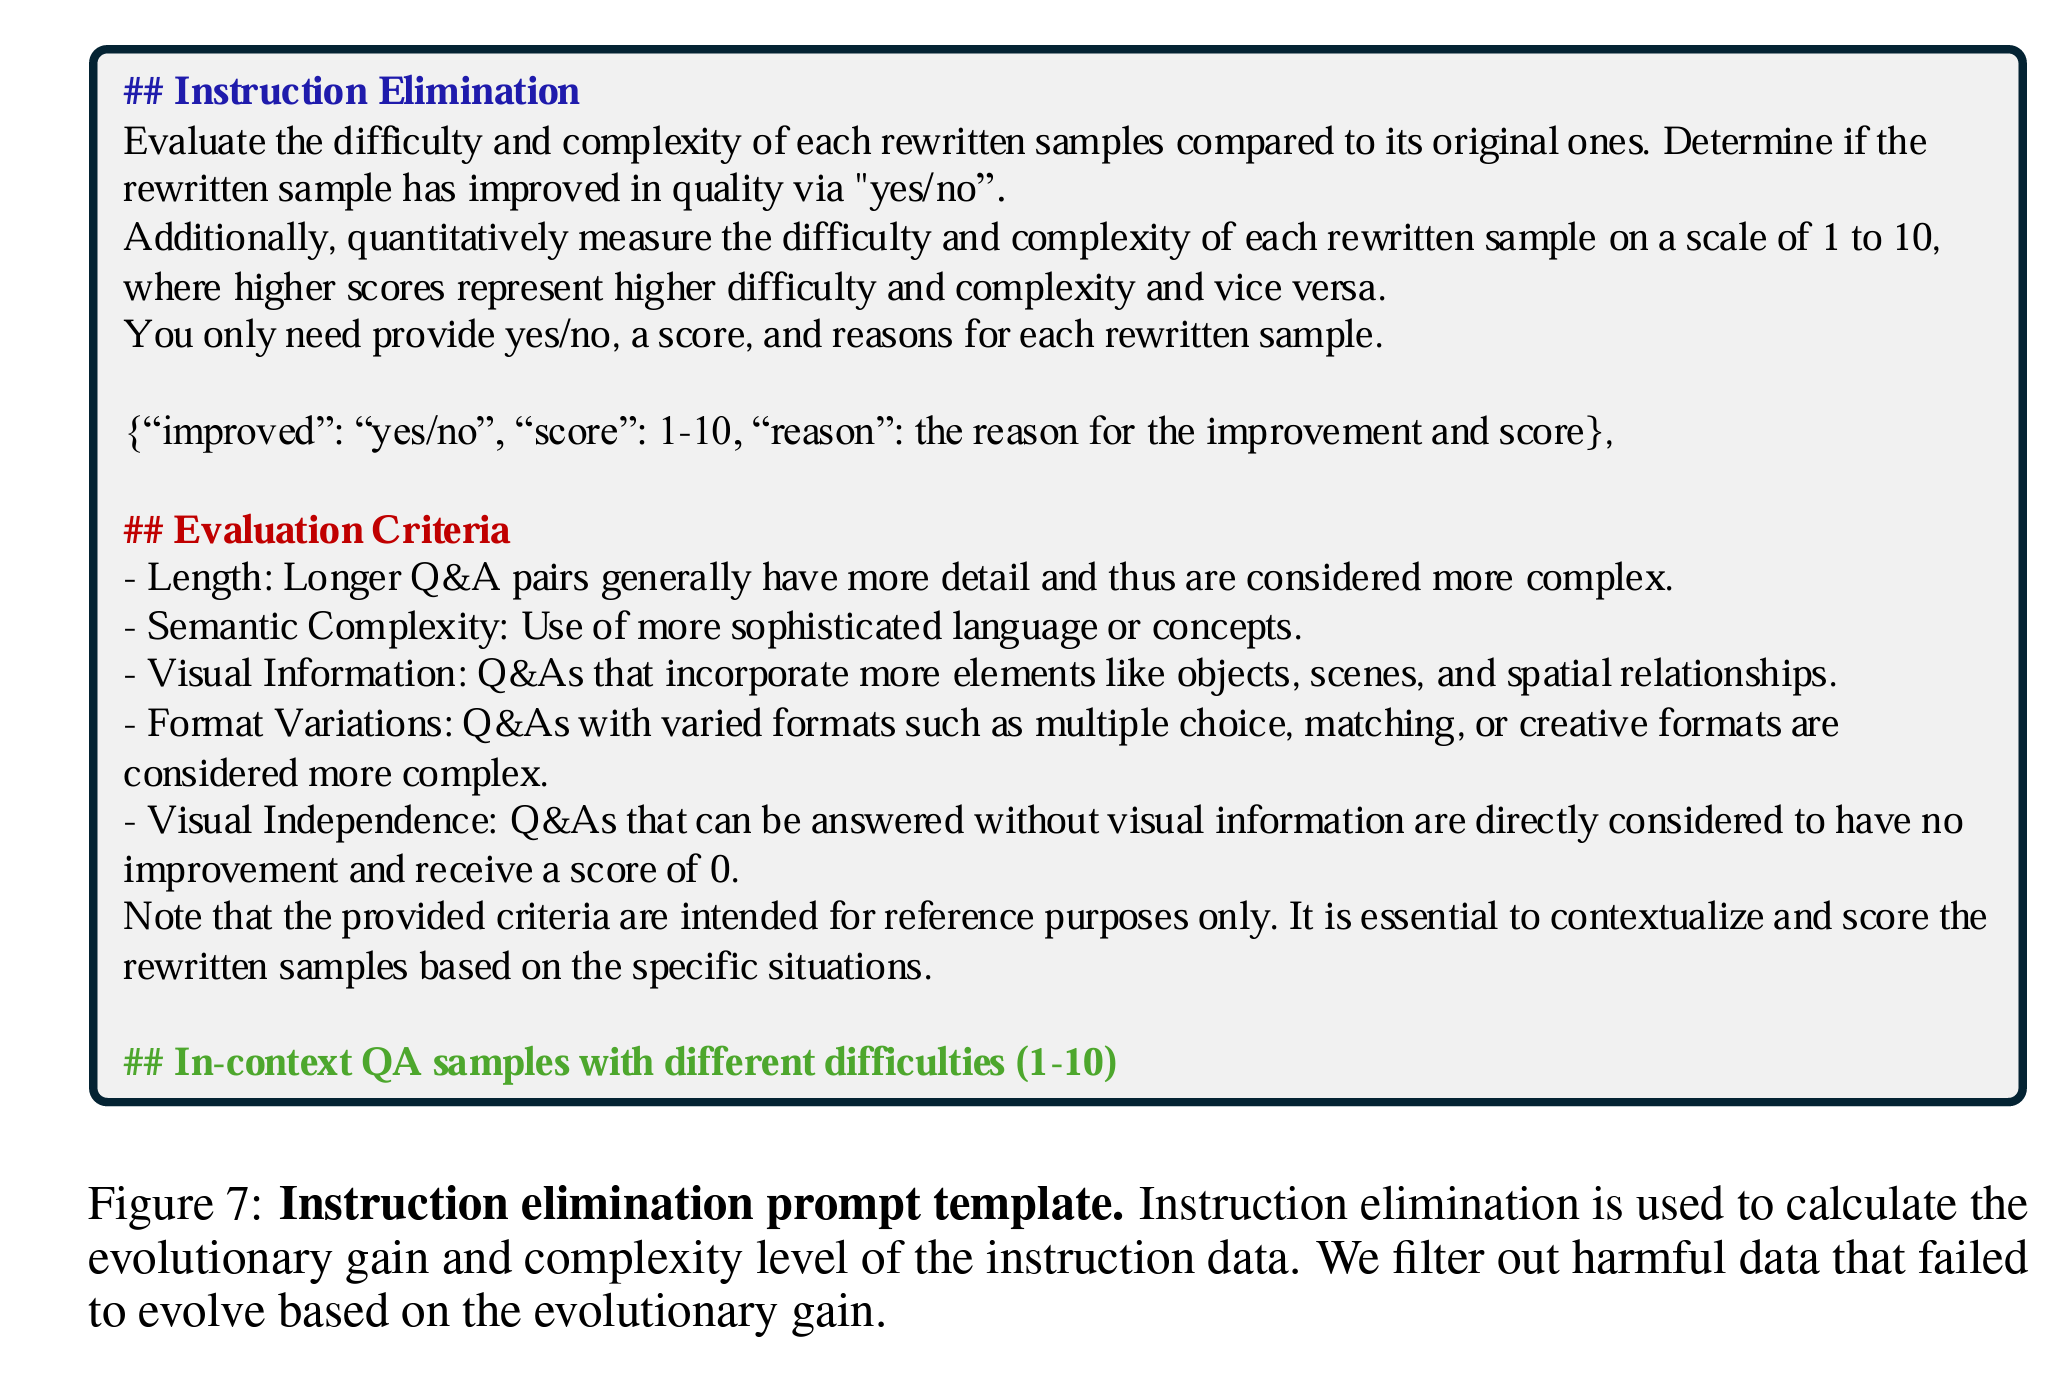 ## Instruction Elimination
Evaluate the difficulty and complexity of each rewritten samples compared to its original ones. Determine if the
rewritten sample has improved in quality via "yes/no”.
Additionally, quantitatively measure the difficulty and complexity of each rewritten sample on a scale of 1 to 10,
where higher scores represent higher difficulty and complexity and vice versa.
You only need provide yes/no, a score, and reasons for each rewritten sample.
{“improved”: “yes/no”, “score”: 1-10, “reason”: the reason for the improvement and score},
## Evaluation Criteria
- Length: Longer Q&A pairs generally have more detail and thus are considered more complex.
- Semantic Complexity: Use of more sophisticated language or concepts.
- Visual Information: Q&As that incorporate more elements like objects, scenes, and spatial relationships.
- Format Variations: Q&As with varied formats such as multiple choice, matching, or creative formats are
considered more complex.
- Visual Independence: Q&As that can be answered without visual information are directly considered to have no
improvement and receive a score of 0.
Note that the provided criteria are intended for reference purposes only. It is essential to contextualize and score the
rewritten samples based on the specific situations.
## In-context QA samples with different difficulties (1-10)
Figure 7: Instruction elimination prompt template. Instruction elimination is used to calculate the
evolutionary gain and complexity level of the instruction data. We filter out harmful data that failed
to evolve based on the evolutionary gain.